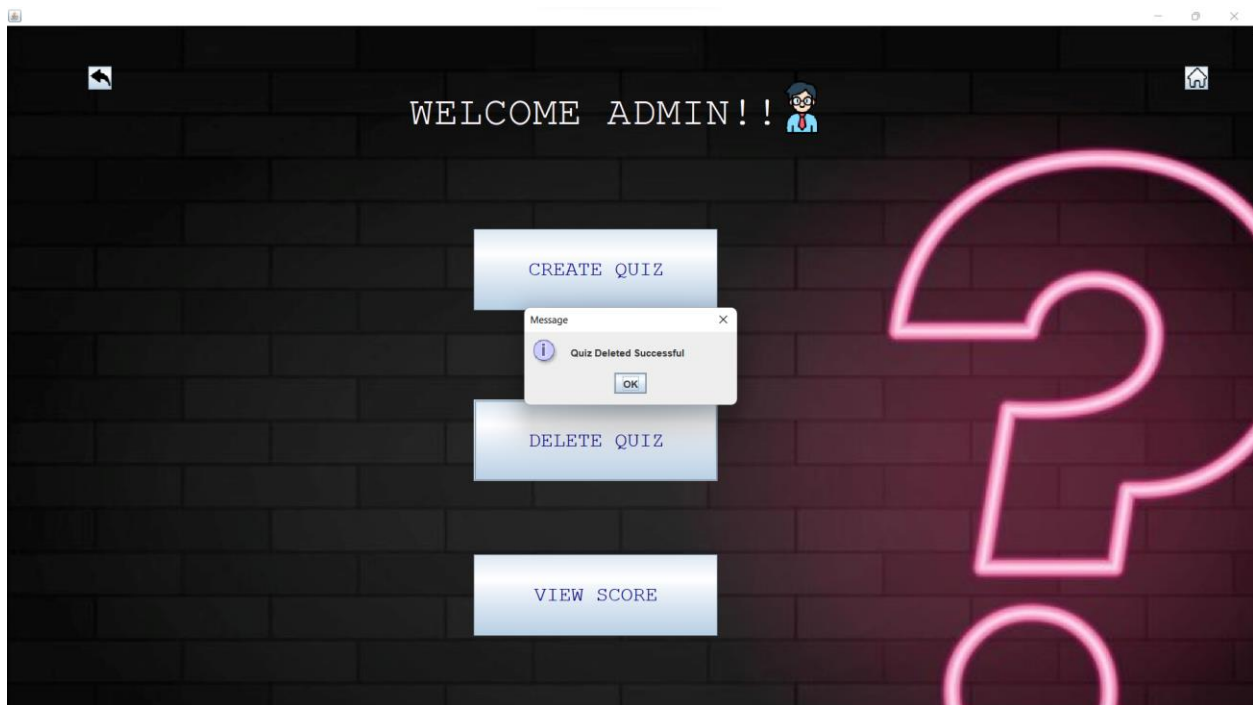 WELCOME ADMIN!!
CREATE QUIZ
Message
Quiz Deleted Successful
OK
DELETE QUIZ
VIEW SCORE